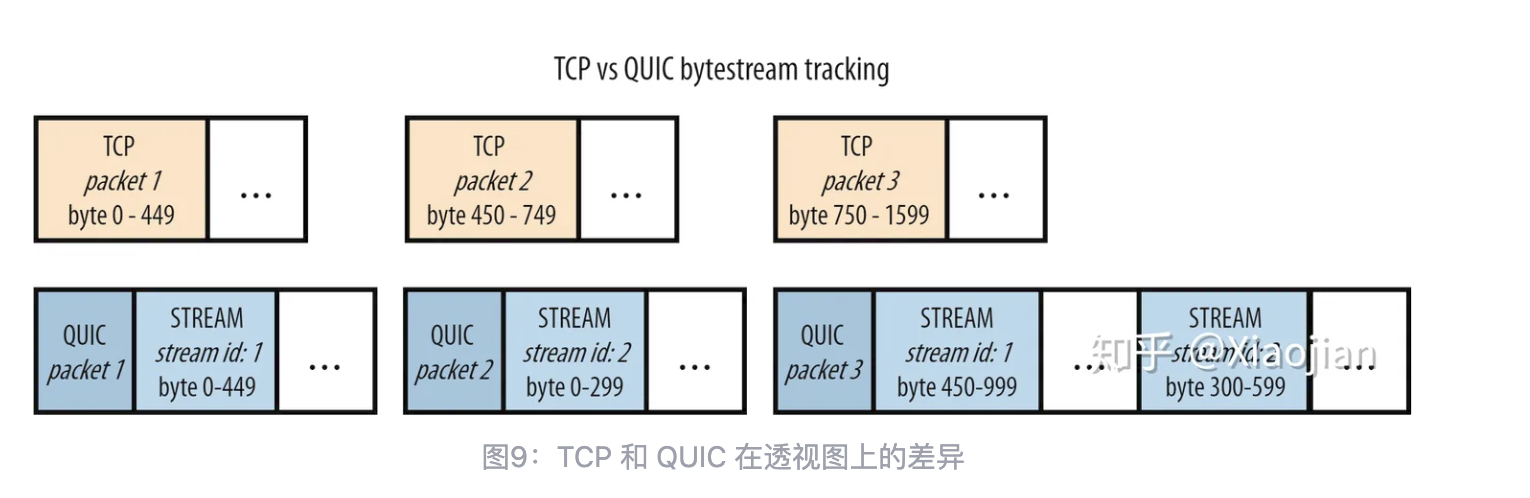 TCP vs QUIC bytestream tracking
TCP
packet 1
byte 0 - 449
...
TCP
packet 2
byte 450 - 749
...
TCP
packet 3
byte 750 - 1599
...
QUIC
packet 1
STREAM
stream id: 1
byte 0-449
...
QUIC
packet 2
STREAM
stream id: 2
byte 0-299
...
QUIC
packet 3
STREAM
stream id: 1
byte 450-999
...
STREAM
stream id:
byte 300-599
...
知乎 @Xiaojian
图9：TCP 和 QUIC 在透视图上的差异